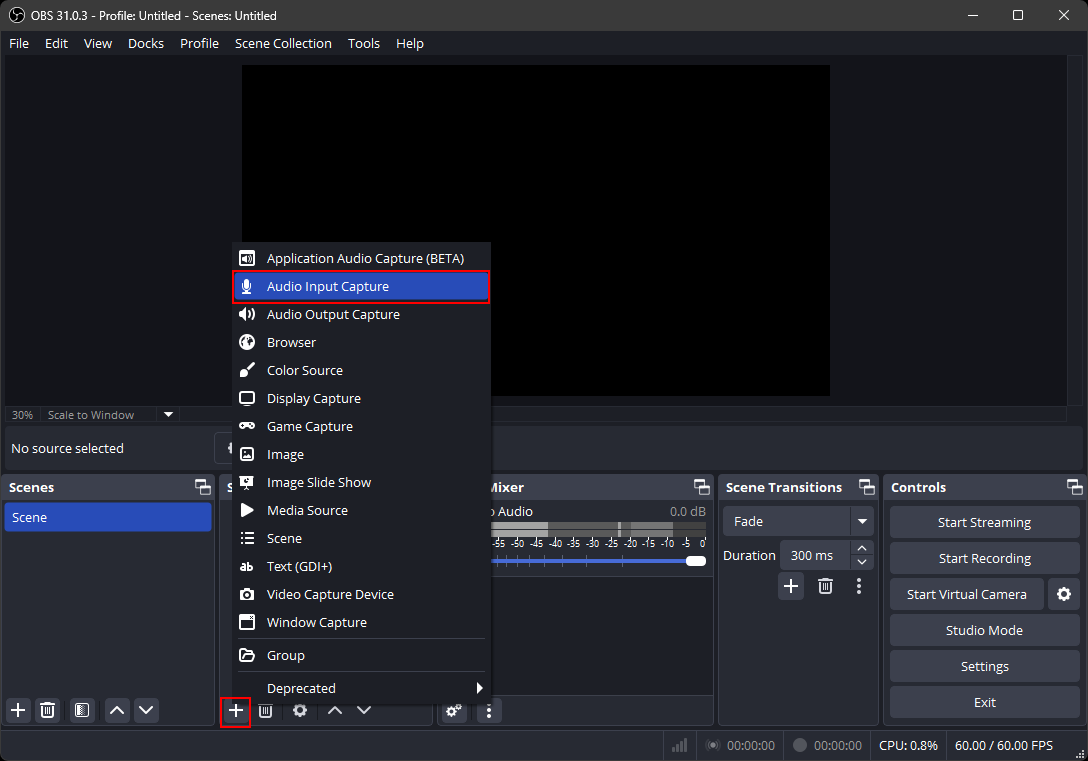 OBS 31.0.3 - Profile: Untitled - Scenes: Untitled
File Edit View Docks Profile Scene Collection Tools Help
Application Audio Capture (BETA)
Audio Input Capture
Audio Output Capture
Browser
Color Source
Display Capture
Game Capture
Image
Image Slide Show
Media Source
Scene
ab Text (GDI+)
Video Capture Device
Window Capture
Group
Deprecated
30% Scale to Window
No source selected
Scenes
Scene
S
Mixer
o Audio 0.0 dB
-55 -50 -45 -40 -35 -30 -25 -20 -15 -10 -5 0
Scene Transitions
Fade
Duration 300 ms
Controls
Start Streaming
Start Recording
Start Virtual Camera
Studio Mode
Settings
Exit
00:00:00 00:00:00 CPU: 0.8% 60.00 / 60.00 FPS